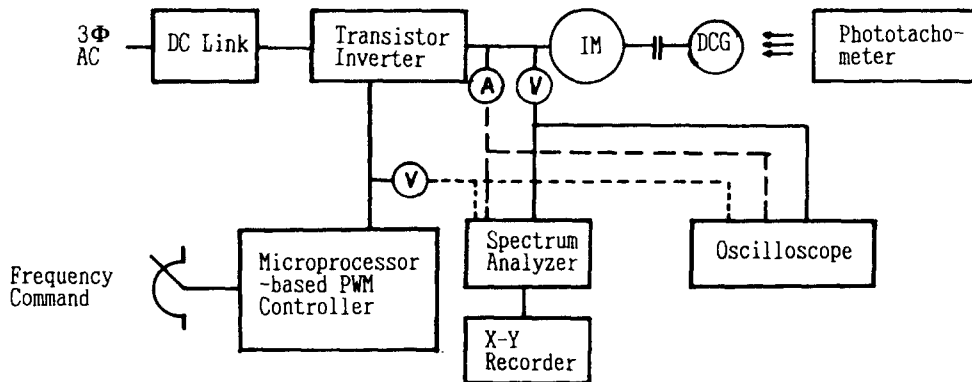 3Φ
AC
DC Link
Transistor
Inverter
IM
DCG
Phototacho-
meter
A
V
V
Frequency
Command
Microprocessor
-based PWM
Controller
Spectrum
Analyzer
Oscilloscope
X-Y
Recorder